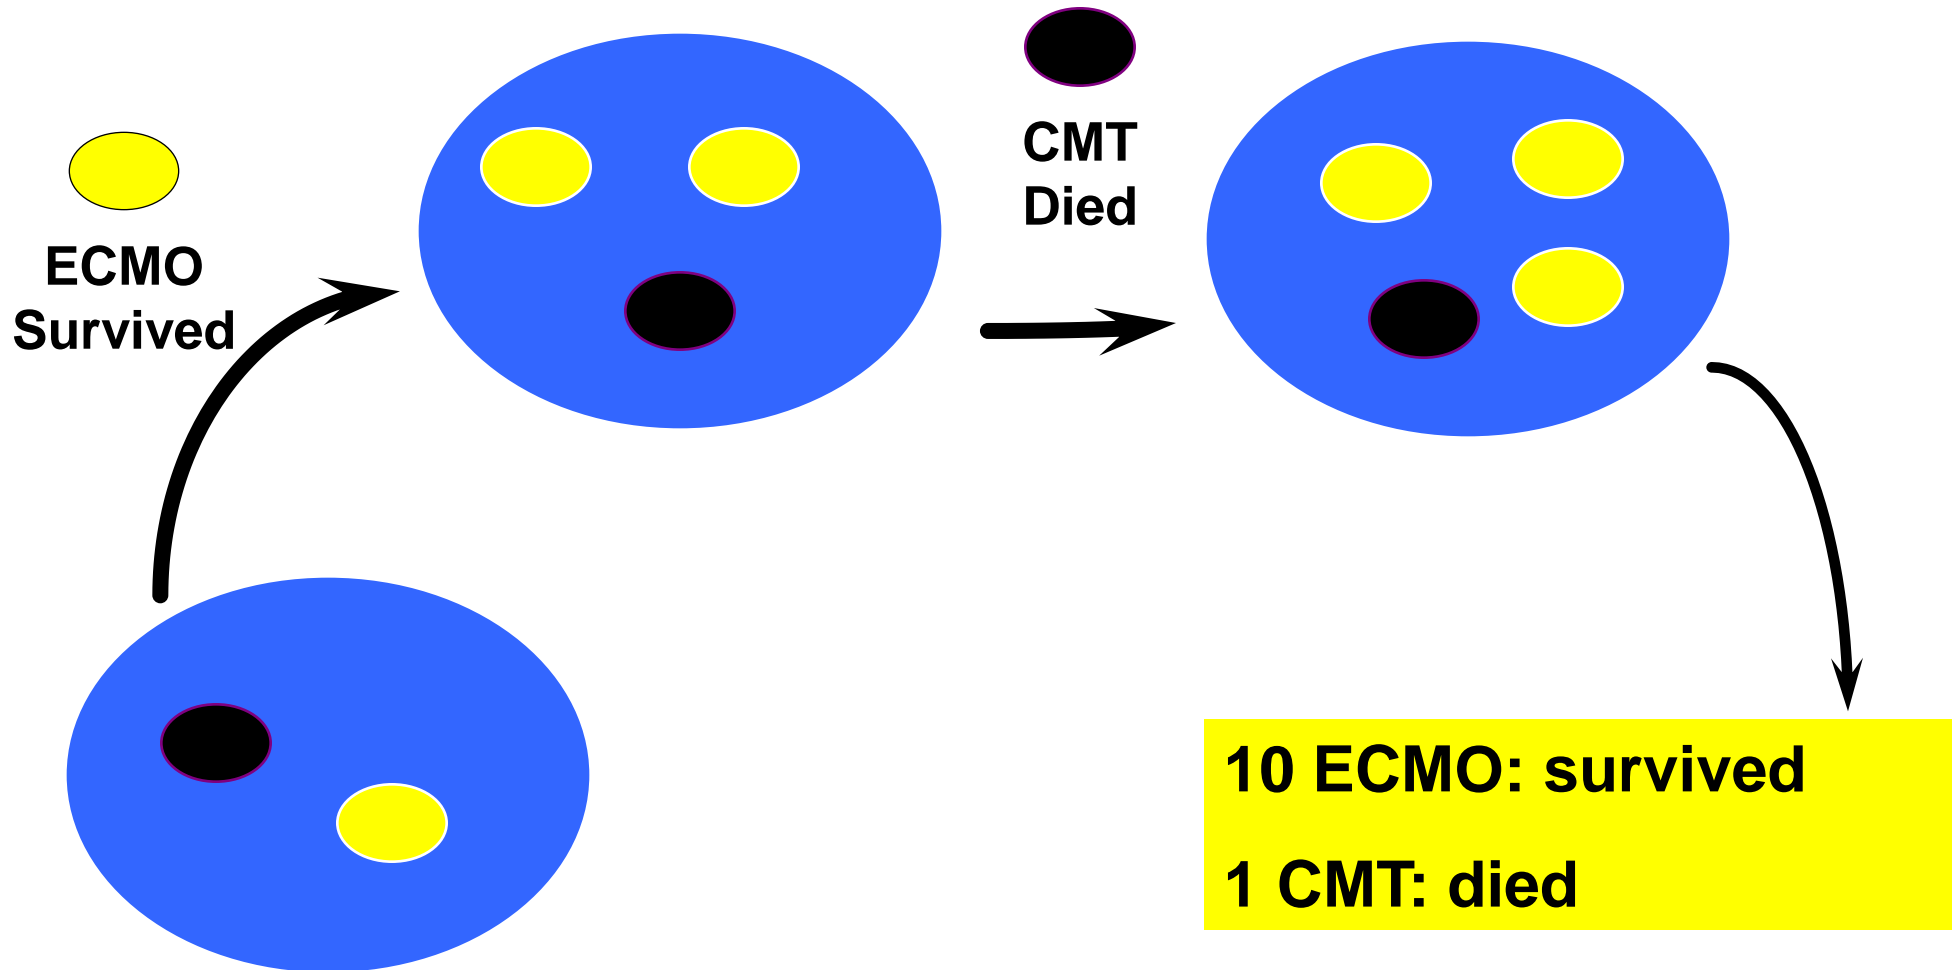 ECMO
Survived
CMT
Died
10 ECMO: survived
1 CMT: died